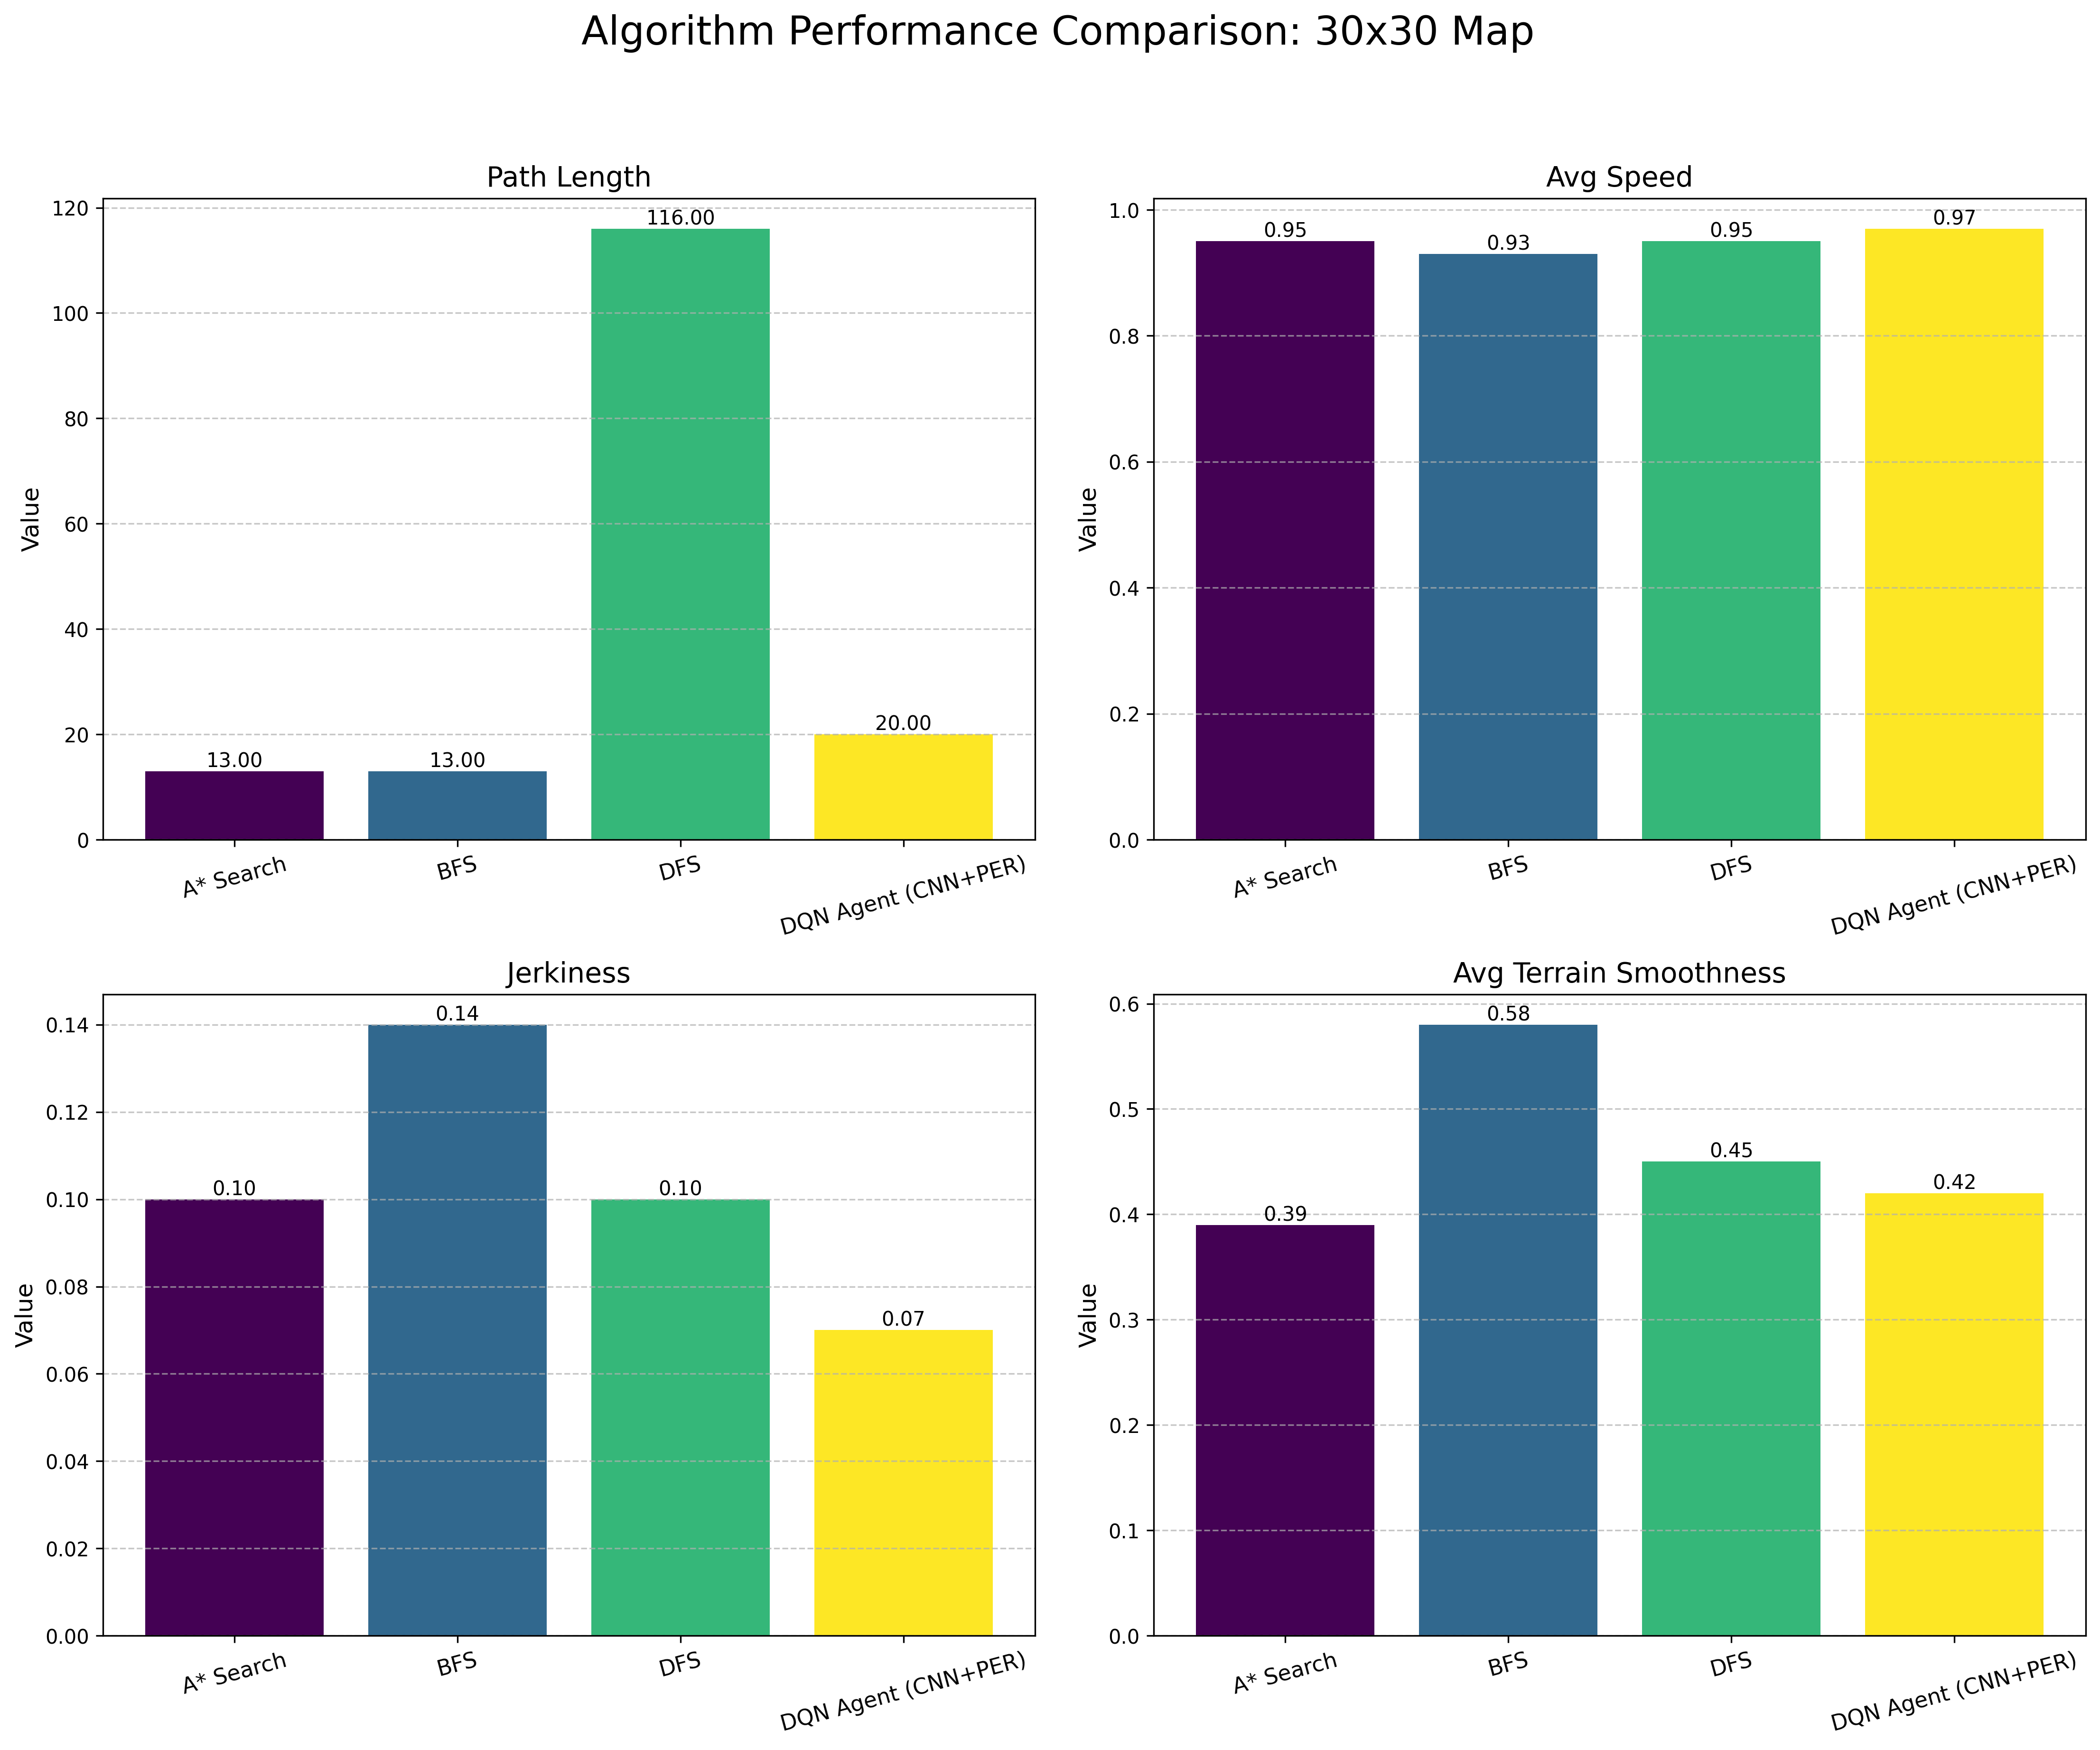 Algorithm Performance Comparison: 30x30 Map
Path Length
Value
120
100
80
60
40
20
0
13.00
13.00
116.00
20.00
A* Search
BFS
DFS
DQN Agent (CNN+PER)
Avg Speed
Value
1.0
0.8
0.6
0.4
0.2
0.0
0.95
0.93
0.95
0.97
A* Search
BFS
DFS
DQN Agent (CNN+PER)
Jerkiness
Value
0.14
0.12
0.10
0.08
0.06
0.04
0.02
0.00
0.10
0.14
0.10
0.07
A* Search
BFS
DFS
DQN Agent (CNN+PER)
Avg Terrain Smoothness
Value
0.6
0.5
0.4
0.3
0.2
0.1
0.0
0.39
0.58
0.45
0.42
A* Search
BFS
DFS
DQN Agent (CNN+PER)